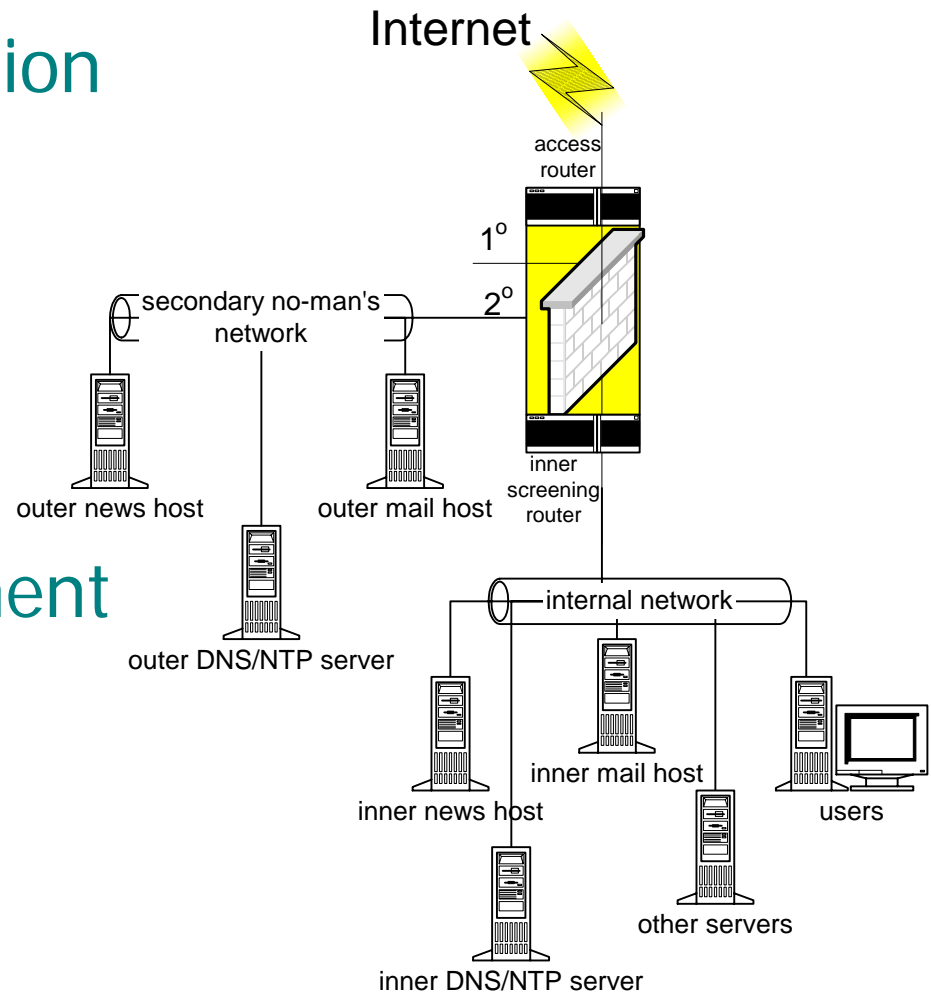 Internet
ion
access
router
1o
secondary no-man's
network
2o
outer news host
outer mail host
inner
screening
router
ment
outer DNS/NTP server
internal network
inner mail host
inner news host
users
other servers
inner DNS/NTP server